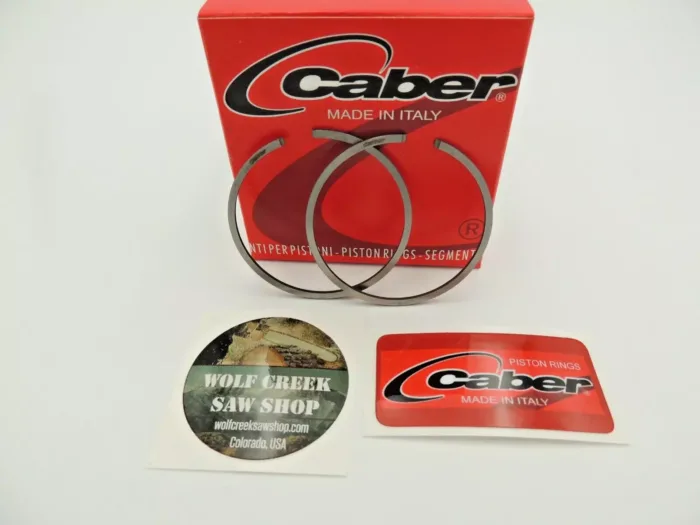 Caber®
MADE IN ITALY
®
NTI PER PISTONI - PISTON RINGS - SEGMENT
WOLF CREEK
SAW SHOP
wolfcreeksawshop.com
Colorado, USA
PISTON RINGS
Caber®
MADE IN ITALY